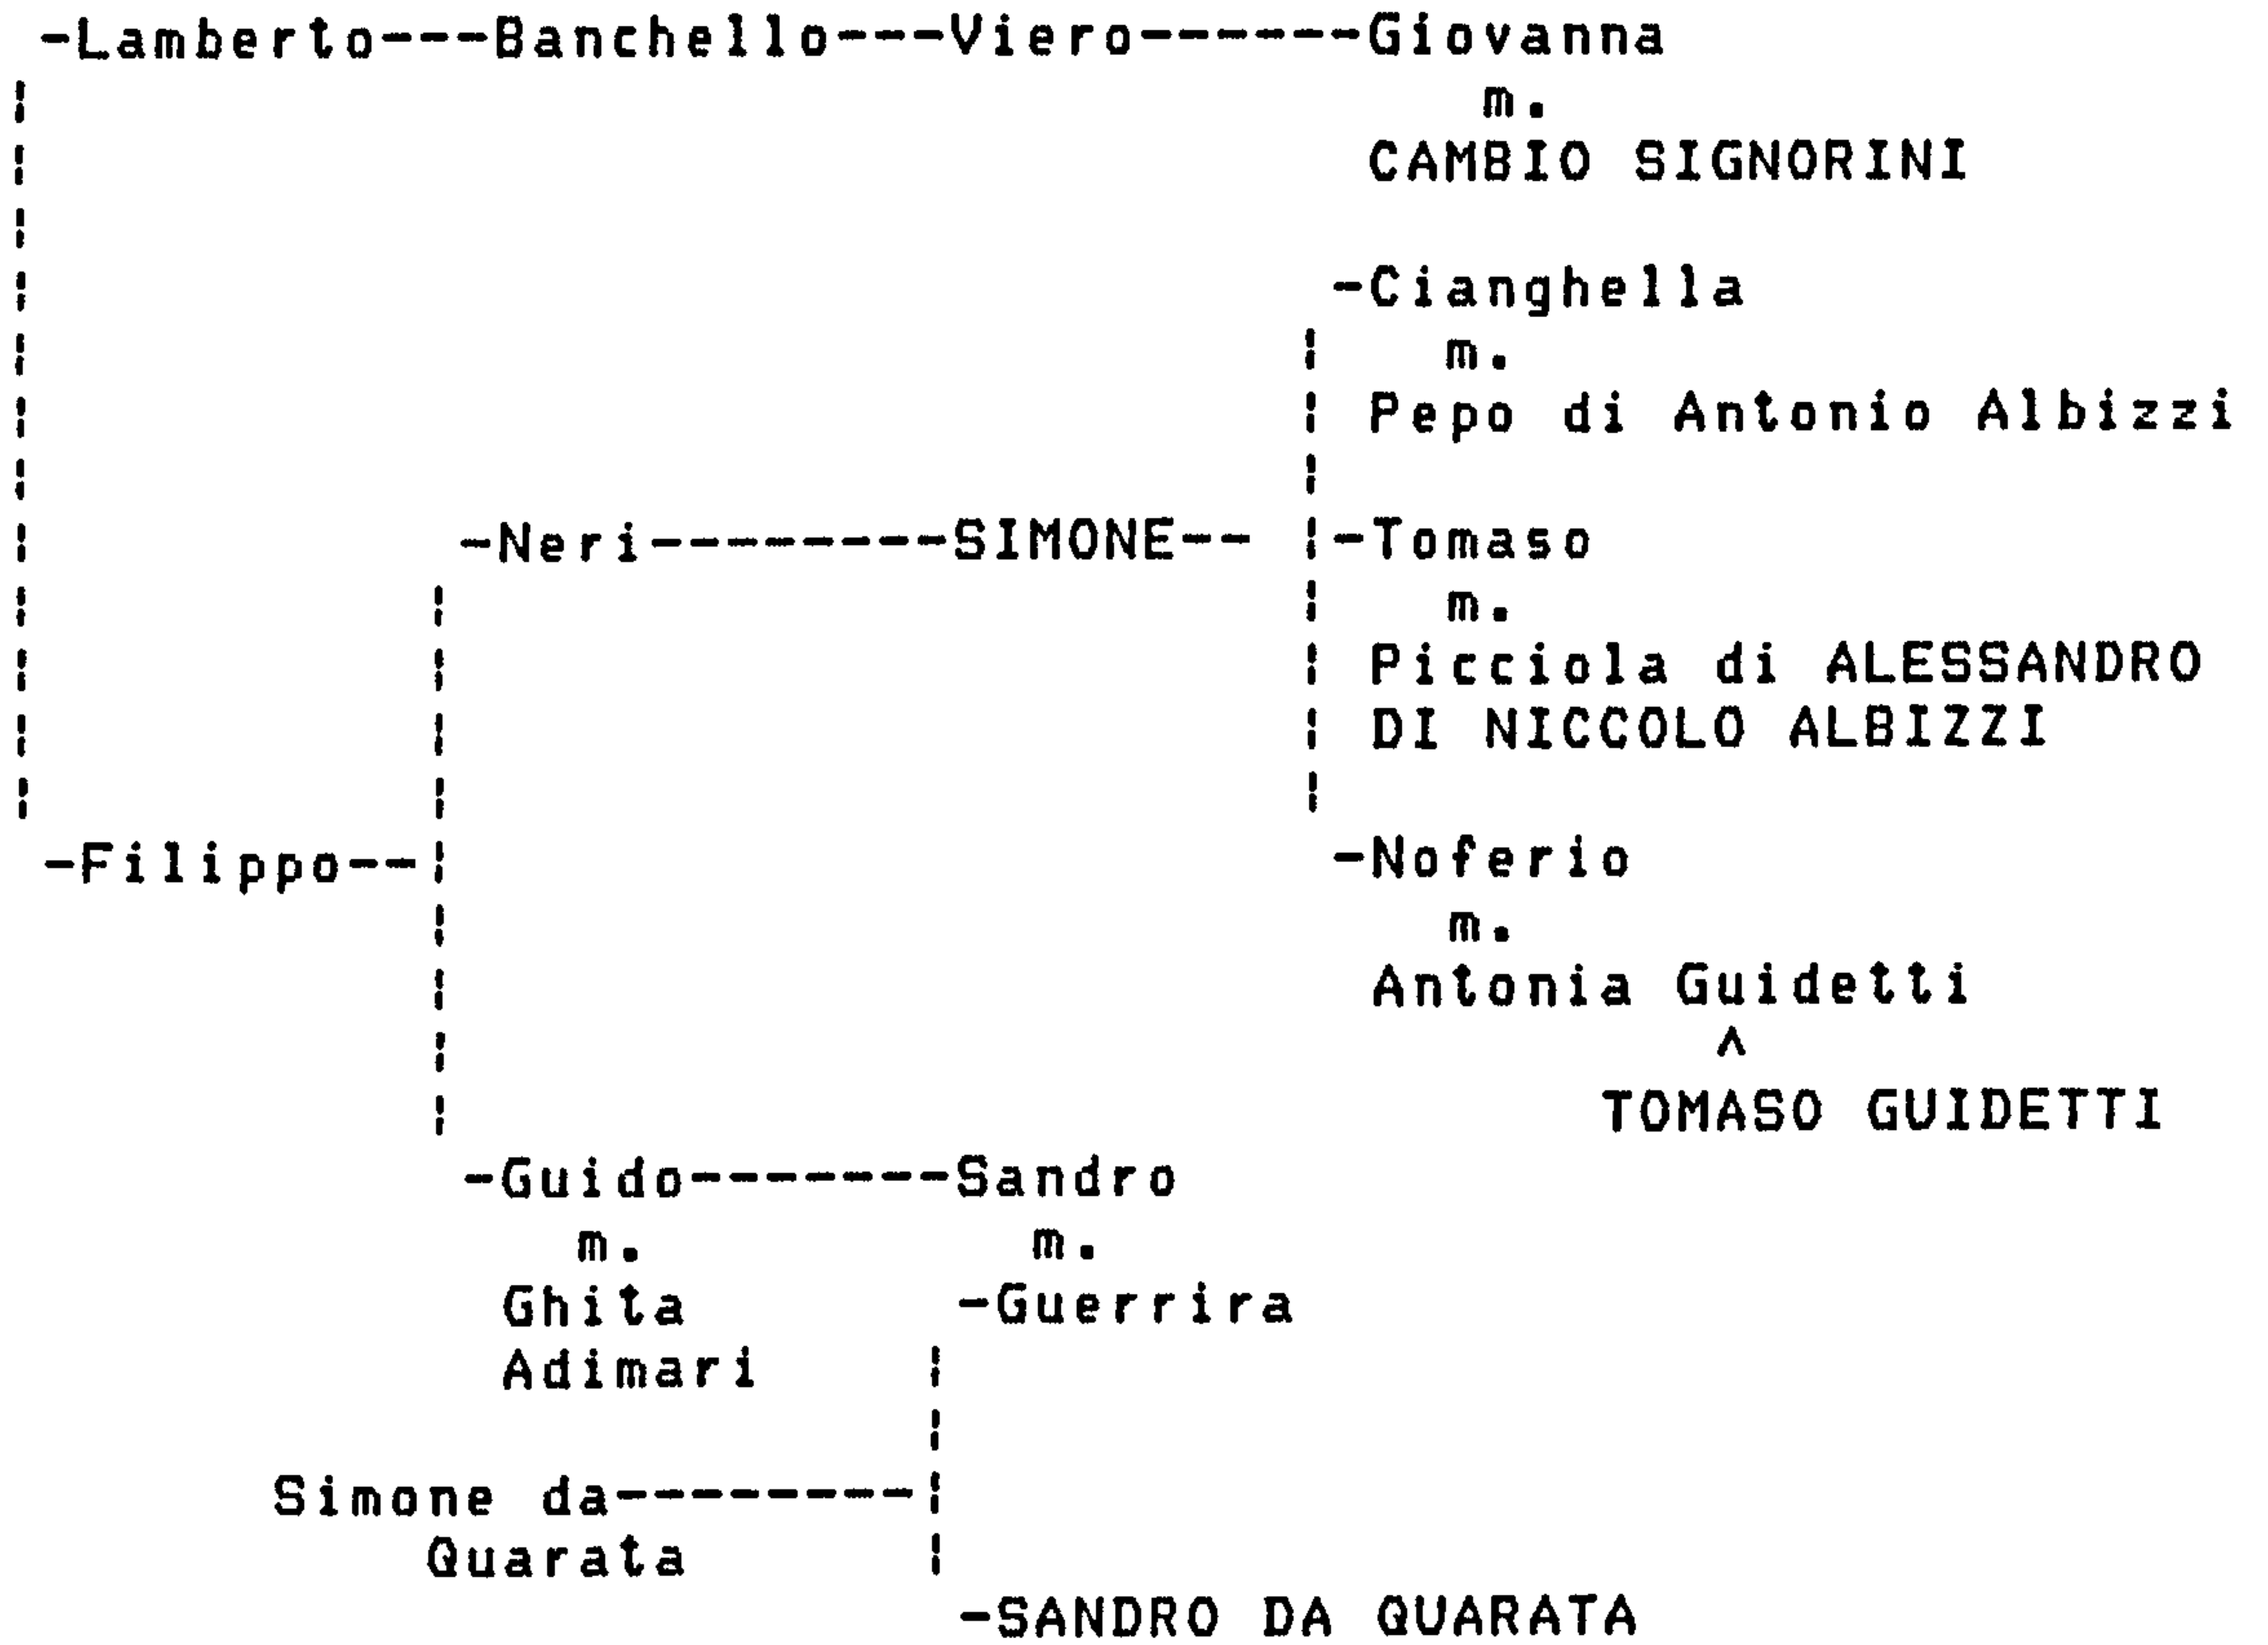 -Lamberto---Banchello---Viero------Giovanna
m.
CAMBIO SIGNORINI
-Cianghella
m.
Pepo di Antonio Albizzi
-Neri--------SIMONE-- -Tomaso
m.
Picciola di ALESSANDRO
DI NICCOLO ALBIZZI
-Filippo-- -Noferio
m.
Antonia Guidetti
^
TOMASO GUIDETTI
-Guido-------Sandro
m. m.
Ghita -Guerrira
Adimari
Simone da--------
Quarata
-SANDRO DA QUARATA